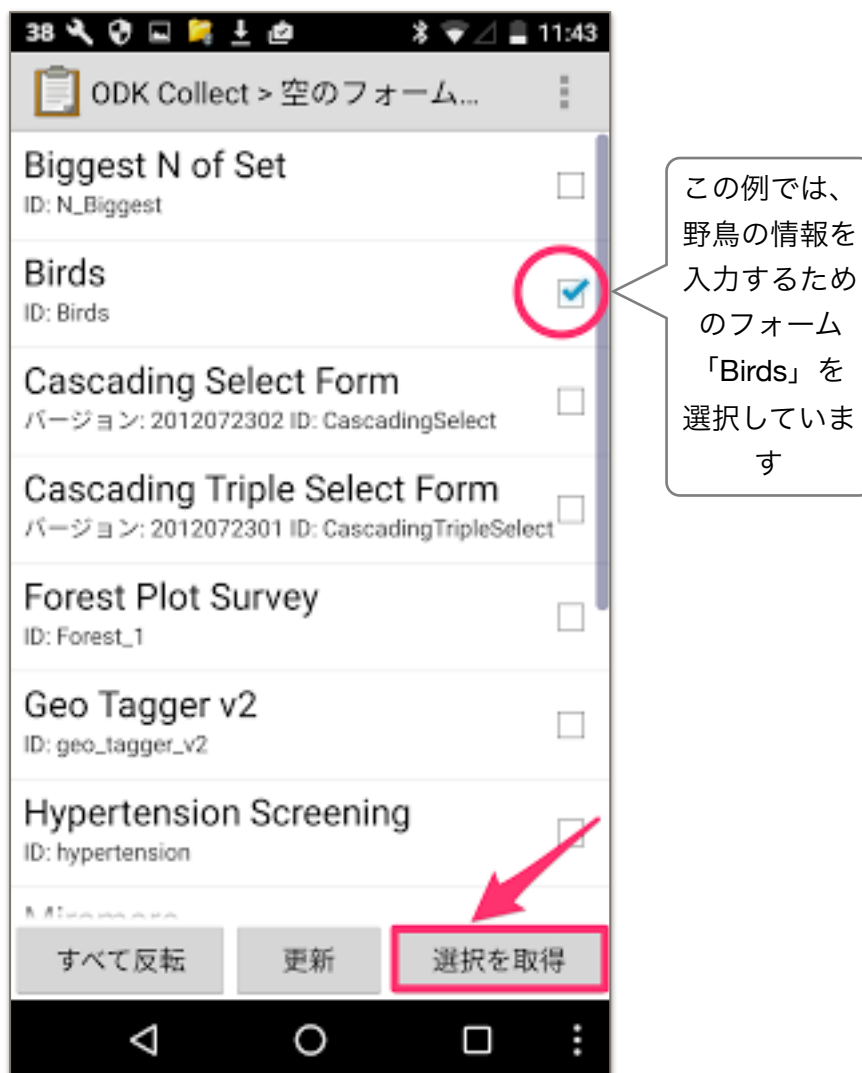 38
11:43
ODK Collect > 空のフォーム...
Biggest N of Set
ID: N_Biggest
Birds
ID: Birds
Cascading Select Form
バージョン: 2012072302 ID: CascadingSelect
Cascading Triple Select Form
バージョン: 2012072301 ID: CascadingTripleSelect
Forest Plot Survey
ID: Forest_1
Geo Tagger v2
ID: geo_tagger_v2
Hypertension Screening
ID: hypertension
すべて反転
更新
選択を取得
この例では、
野鳥の情報を
入力するため
のフォーム
「Birds」を
選択していま
す